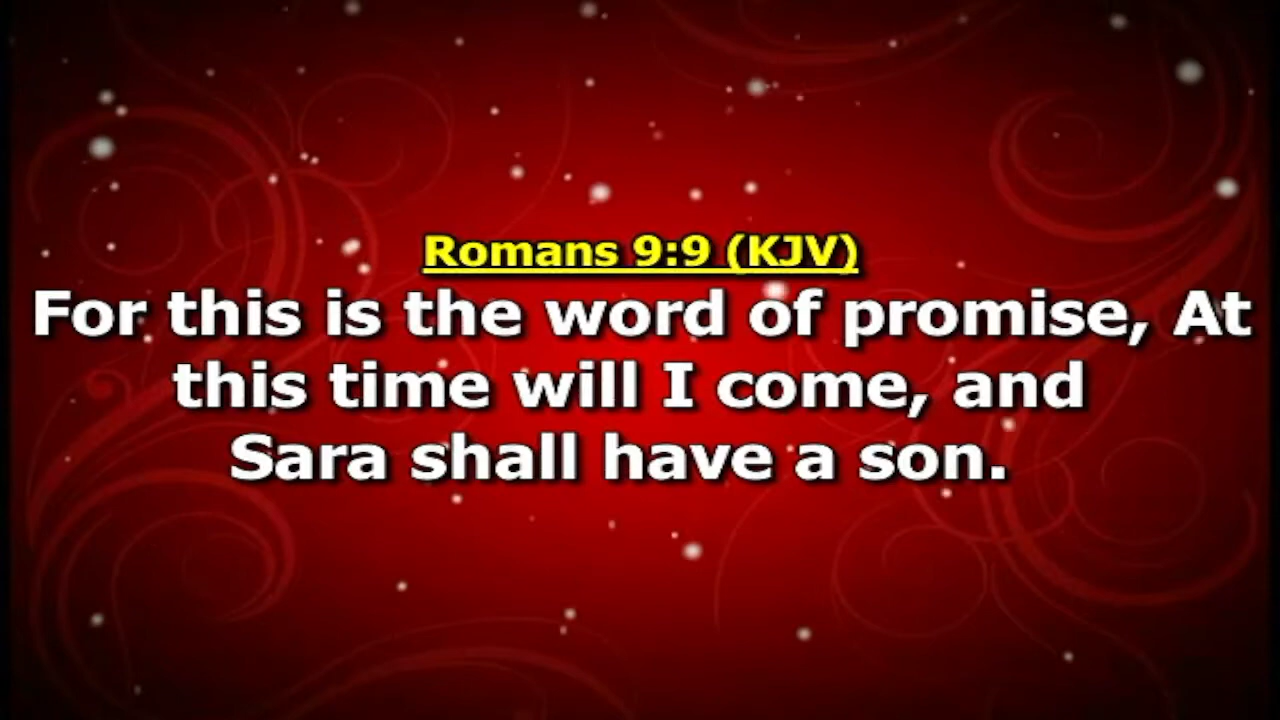 Romans 9:9 (KJV)
For this is the word of promise, At
this time will I come, and
Sara shall have a son.